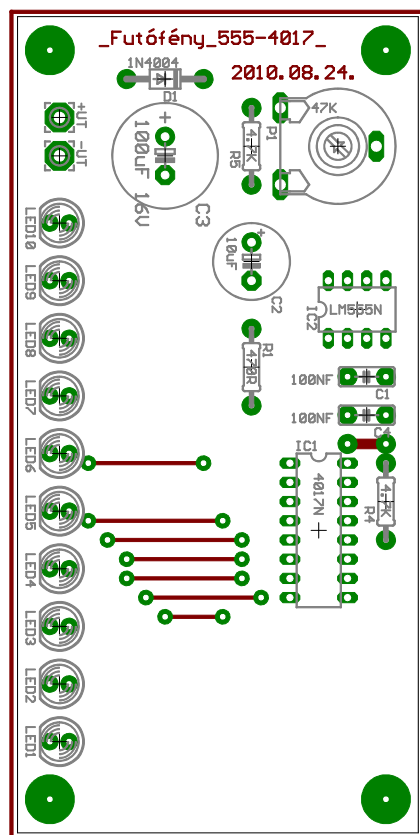 _Futófény_555-4017_
1N4004
2010.08.24.
D1
+UT
-UT
+
100uF 16V
C3
47K
P1
4.7K
R5
LED10
+
10uF
C2
LED9
LM555N
IC2
LED8
R1
470R
100NF
C1
LED7
100NF
C4
LED6
IC1
4017N
4.7K
R4
LED5
LED4
LED3
LED2
LED1